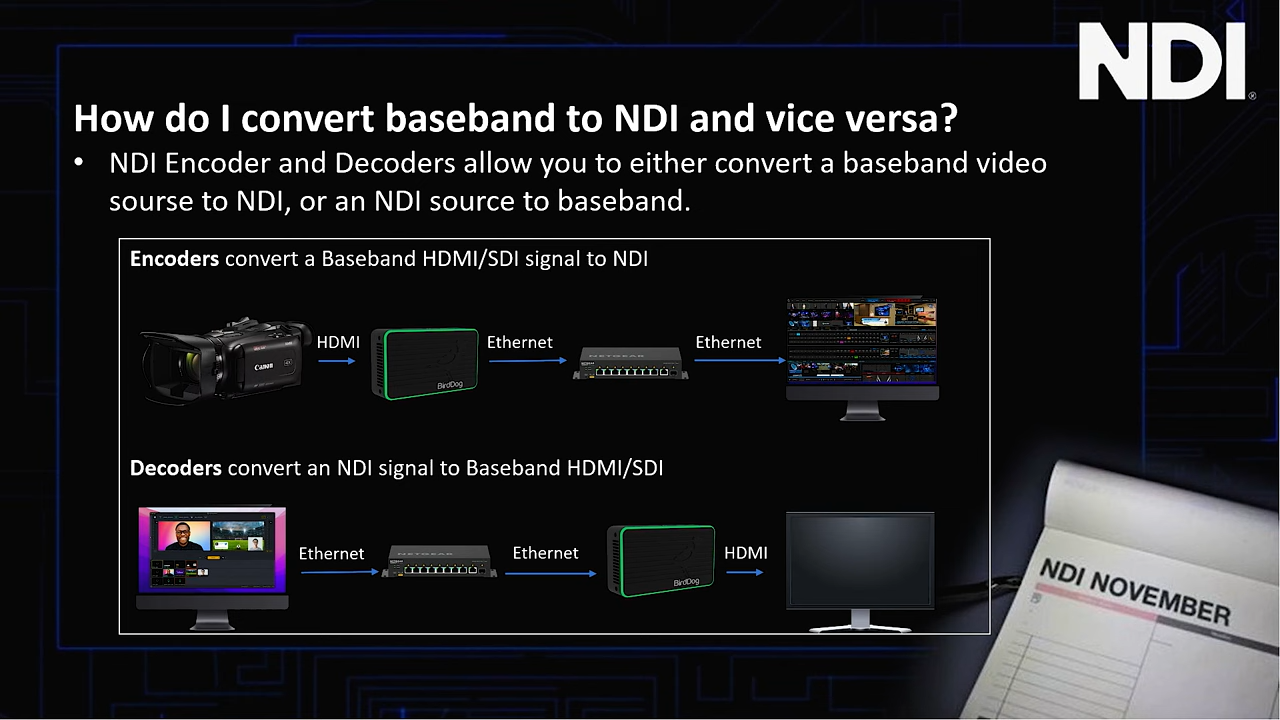 NDI®
How do I convert baseband to NDI and vice versa?
• NDI Encoder and Decoders allow you to either convert a baseband video
sourse to NDI, or an NDI source to baseband.
Encoders convert a Baseband HDMI/SDI signal to NDI
HDMI
Ethernet
Ethernet
Canon
NETGEAR
BirdDog
Decoders convert an NDI signal to Baseband HDMI/SDI
Ethernet
Ethernet
HDMI
NETGEAR
BirdDog
NDI NOVEMBER